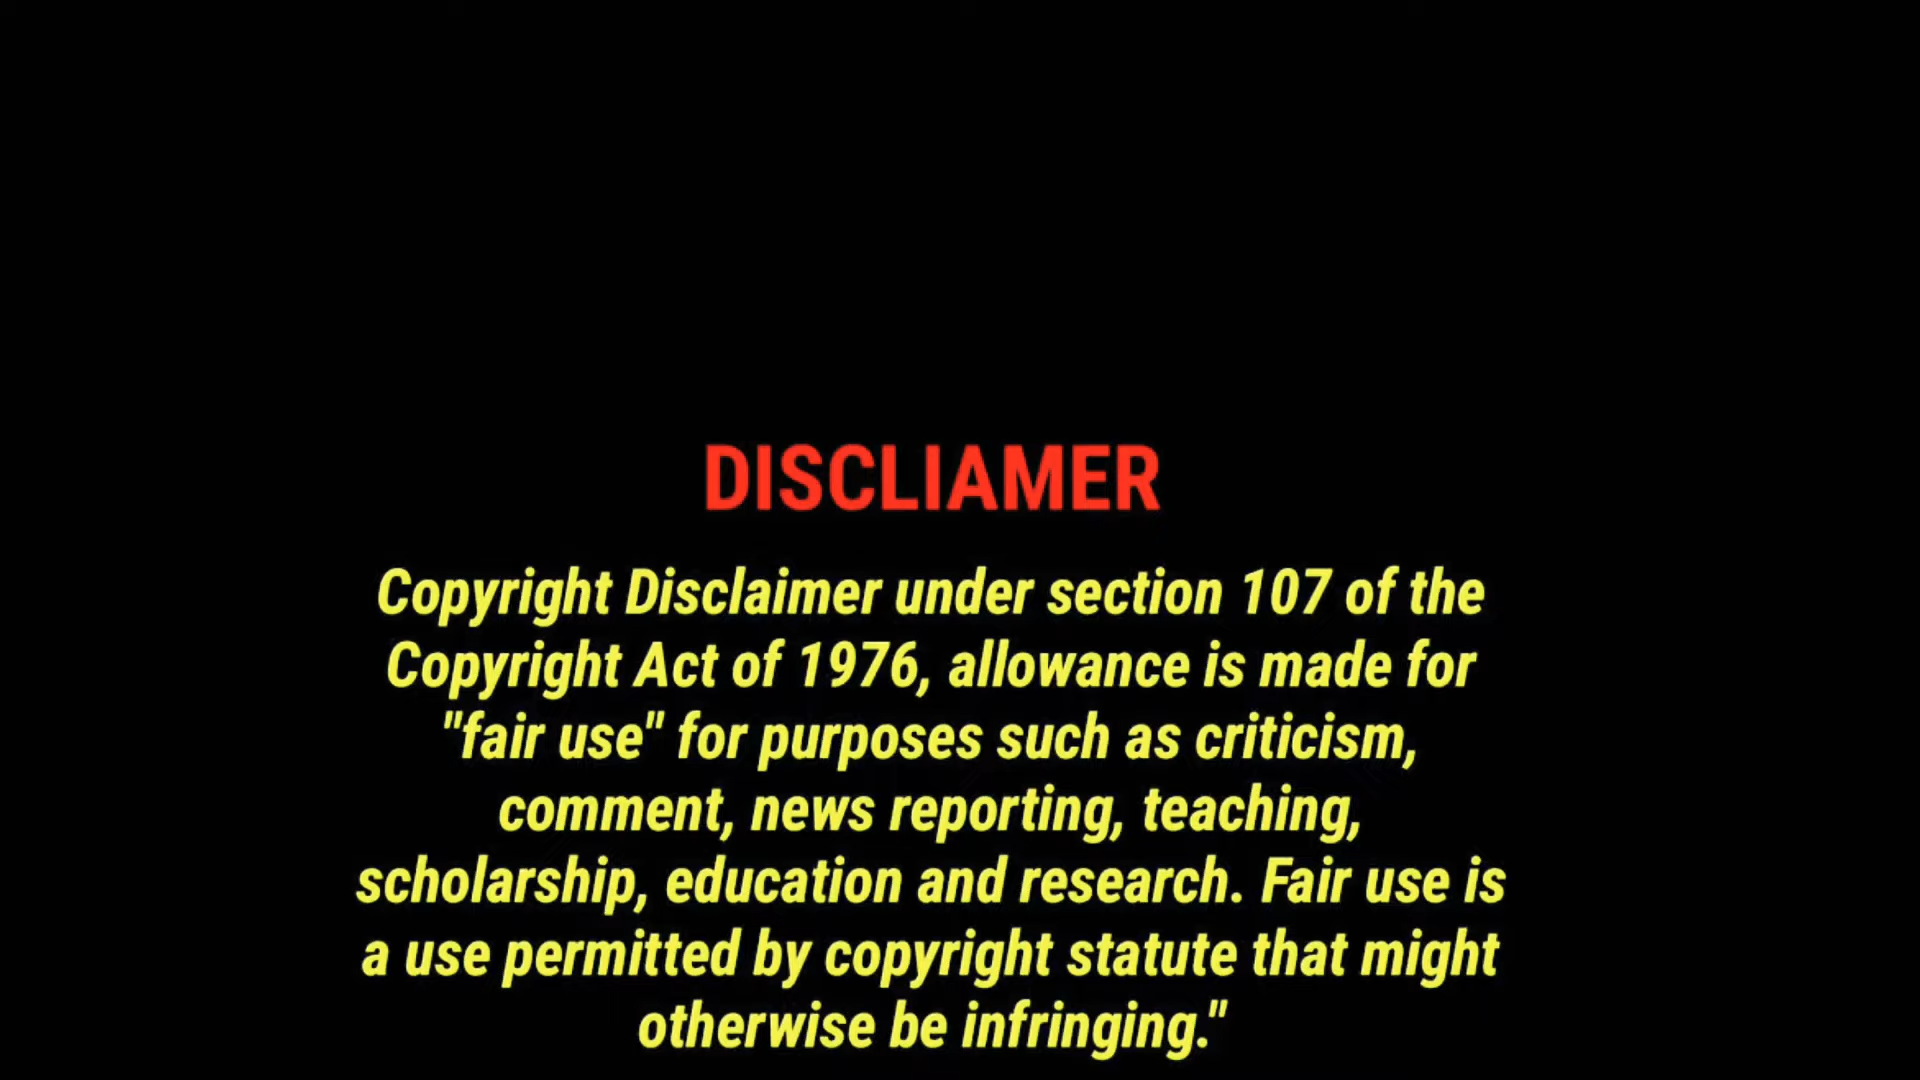 DISCLIAMER
Copyright Disclaimer under section 107 of the
Copyright Act of 1976, allowance is made for
"fair use" for purposes such as criticism,
comment, news reporting, teaching,
scholarship, education and research. Fair use is
a use permitted by copyright statute that might
otherwise be infringing."